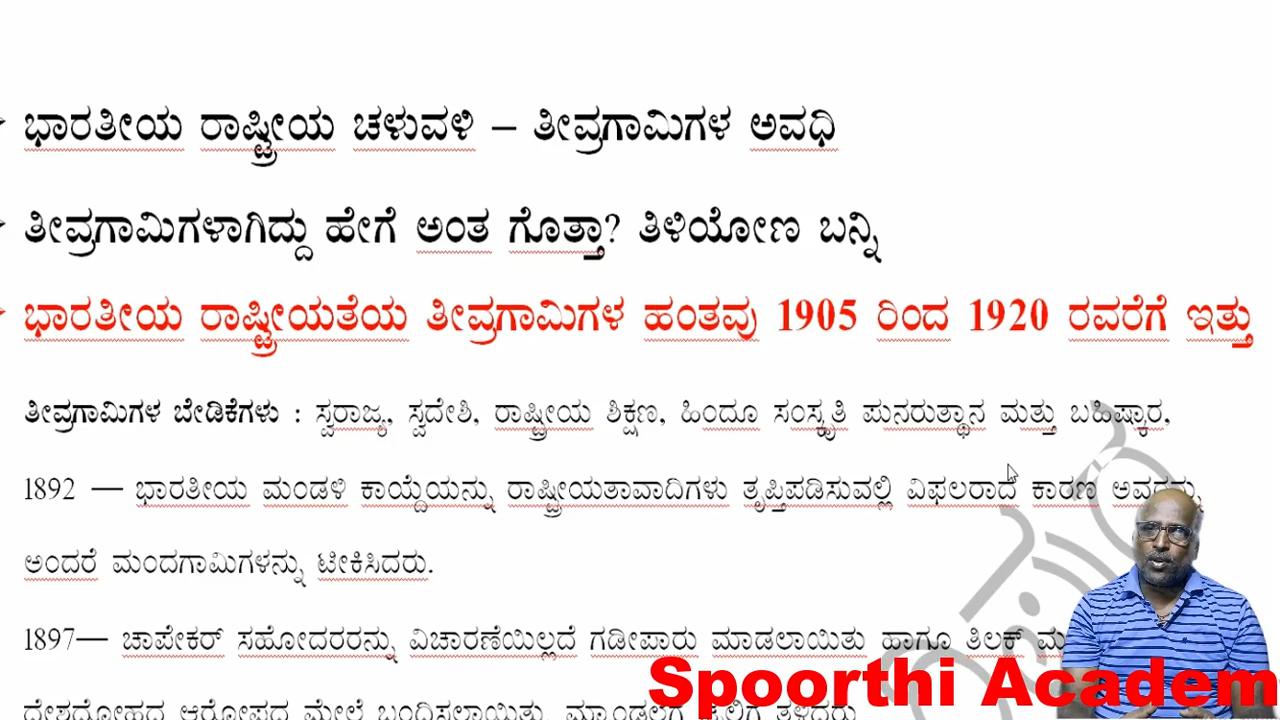 ಭಾರತೀಯ ರಾಷ್ಟ್ರೀಯ ಚಳುವಳಿ – ತೀವ್ರಗಾಮಿಗಳ ಅವಧಿ
ತೀವ್ರಗಾಮಿಗಳಾಗಿದ್ದು ಹೇಗೆ ಅಂತ ಗೊತ್ತಾ? ತಿಳಿಯೋಣ ಬನ್ನಿ
ಭಾರತೀಯ ರಾಷ್ಟ್ರೀಯತೆಯ ತೀವ್ರಗಾಮಿಗಳ ಹಂತವು 1905 ರಿಂದ 1920 ರವರೆಗೆ ಇತ್ತು
ತೀವ್ರಗಾಮಿಗಳ ಬೇಡಿಕೆಗಳು : ಸ್ವರಾಜ್ಯ, ಸ್ವದೇಶಿ, ರಾಷ್ಟ್ರೀಯ ಶಿಕ್ಷಣ, ಹಿಂದೂ ಸಂಸ್ಕೃತಿ ಪುನರುತ್ಥಾನ ಮತ್ತು ಬಹಿಷ್ಕಾರ,
1892 — ಭಾರತೀಯ ಮಂಡಳಿ ಕಾಯ್ದೆಯನ್ನು ರಾಷ್ಟ್ರೀಯತಾವಾದಿಗಳು ತೃಪ್ತಿಪಡಿಸುವಲ್ಲಿ ವಿಫಲರಾದ ಕಾರಣ
ಅಂದರೆ ಮಂದಗಾಮಿಗಳನ್ನು ಟೀಕಿಸಿದರು.
1897— ಚಾಪೇಕರ್ ಸಹೋದರರನ್ನು ವಿಚಾರಣೆಯಿಲ್ಲದೆ ಗಡೀಪಾರು ಮಾಡಲಾಯಿತು ಹಾಗೂ ತಿಲಕ್
Spoorthi Academ